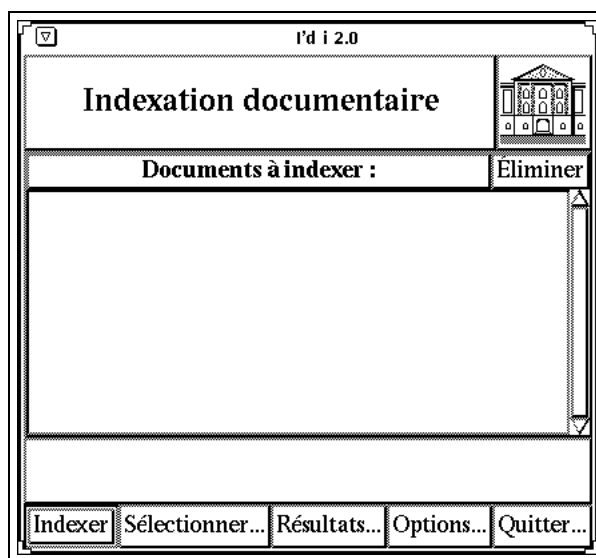 l'd i 2.0
Indexation documentaire
Documents à indexer : Éliminer
Indexer Sélectionner... Résultats... Options... Quitter...